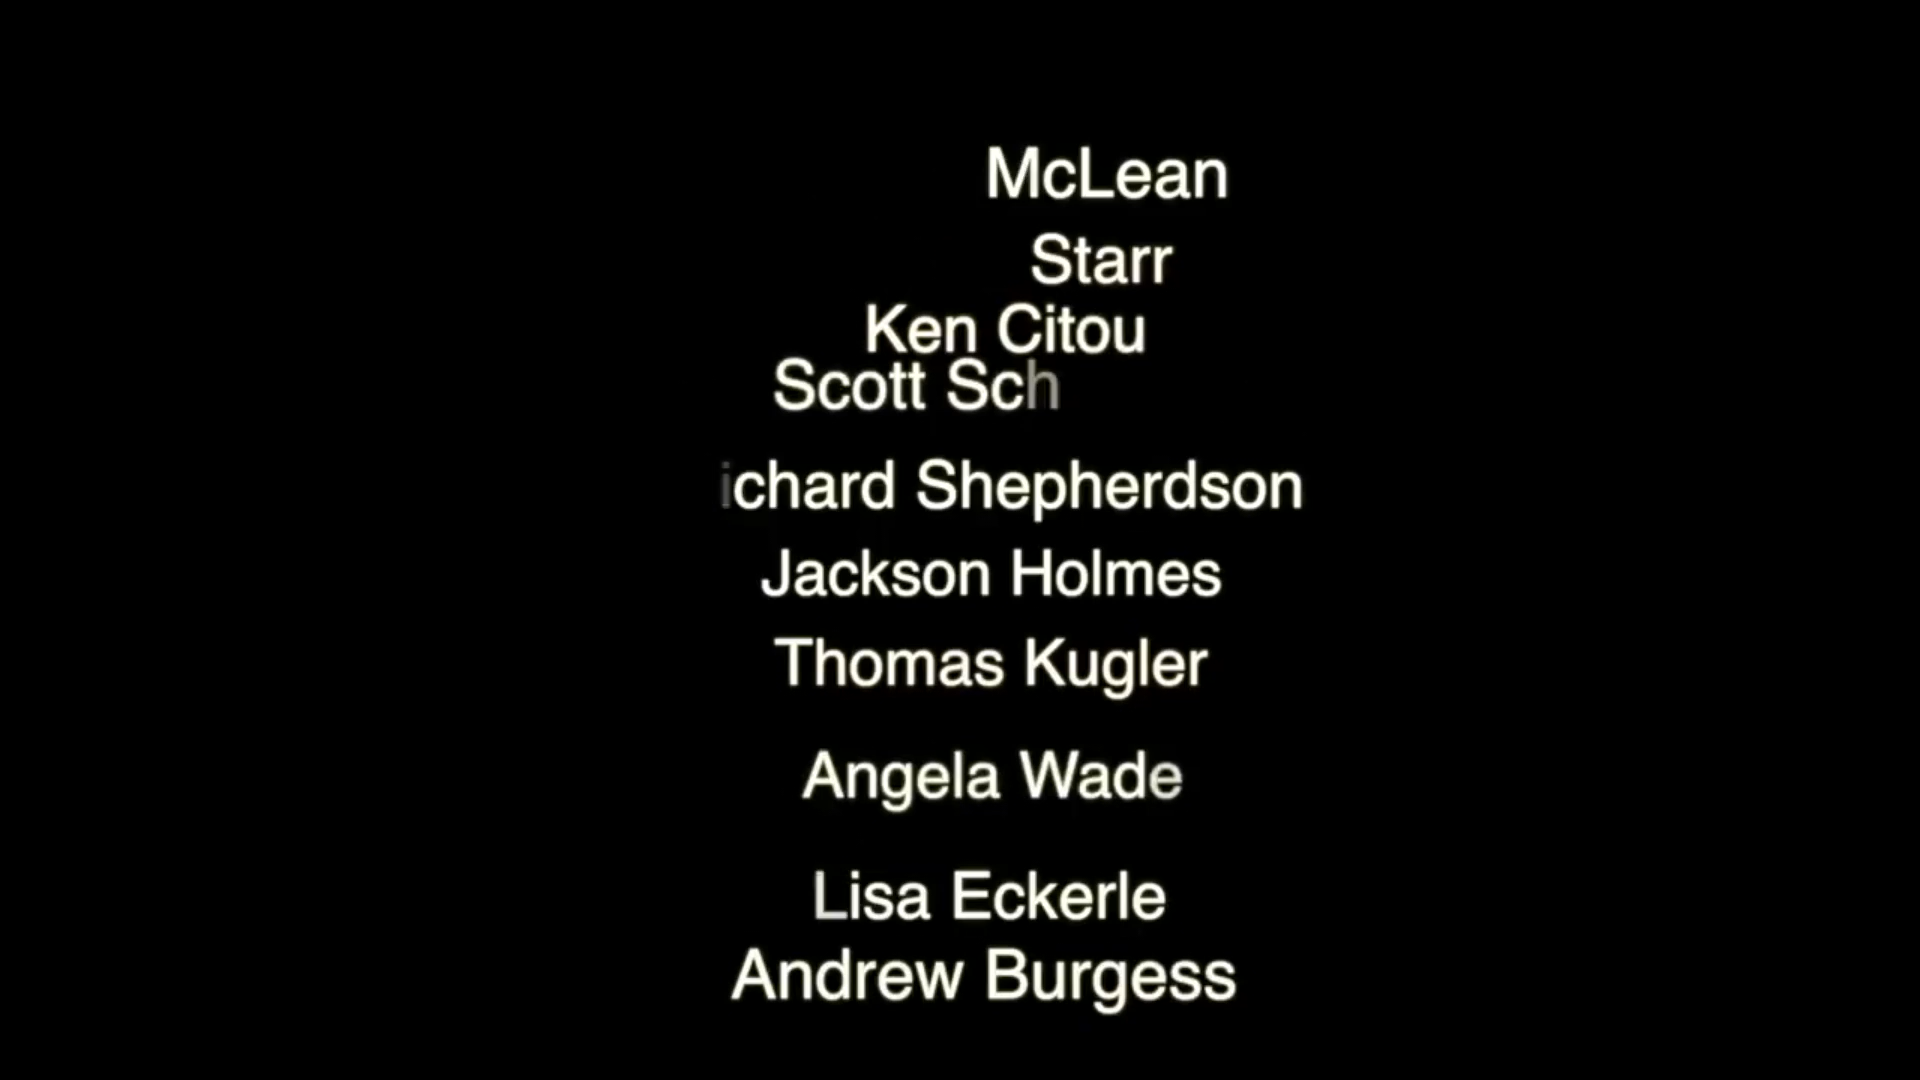 McLean
Starr
Ken Citou
Scott Sch
ichard Shepherdson
Jackson Holmes
Thomas Kugler
Angela Wade
Lisa Eckerle
Andrew Burgess